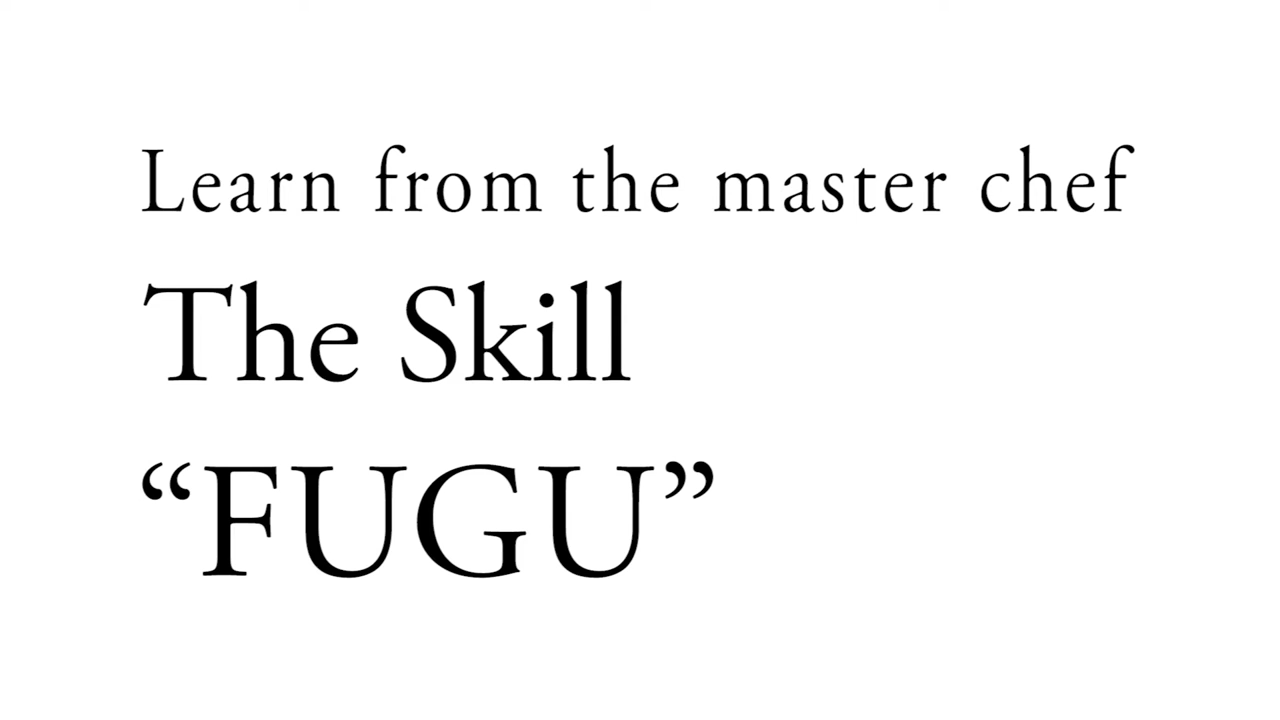 Learn from the master chef
The Skill
“FUGU”